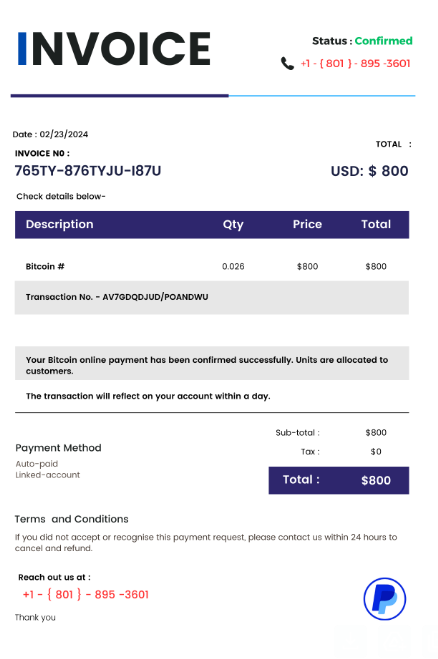 INVOICE
Status : Confirmed
+1 - { 801 } - 895 -3601
Date : 02/23/2024
TOTAL :
INVOICE N0 :
765TY-876TYJU-I87U
USD: $ 800
Check details below-
Description Qty Price Total
Bitcoin # 0.026 $800 $800
Transaction No. - AV7GDQDJUD/POANDWU
Your Bitcoin online payment has been confirmed successfully. Units are allocated to
customers.
The transaction will reflect on your account within a day.
Sub-total : $800
Payment Method
Tax : $0
Auto-paid
Linked-account
Total : $800
Terms and Conditions
If you did not accept or recognise this payment request, please contact us within 24 hours to
cancel and refund.
Reach out us at :
+1 - { 801 } - 895 -3601
Thank you